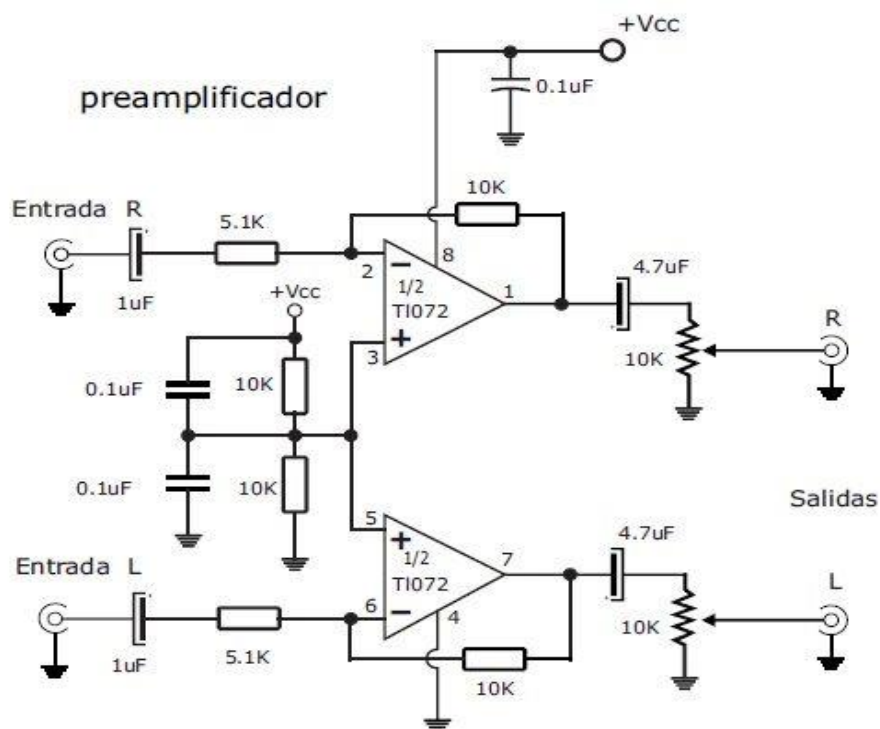 +Vcc
0.1uF
preamplificador
10K
Entrada R
5.1K
8
2
−
4.7uF
1/2
TI072
1
1uF
+Vcc
+
3
R
10K
10K
0.1uF
0.1uF
10K
Salidas
5
+
4.7uF
1/2
TI072
7
Entrada L
L
6
−
4
10K
5.1K
1uF
10K